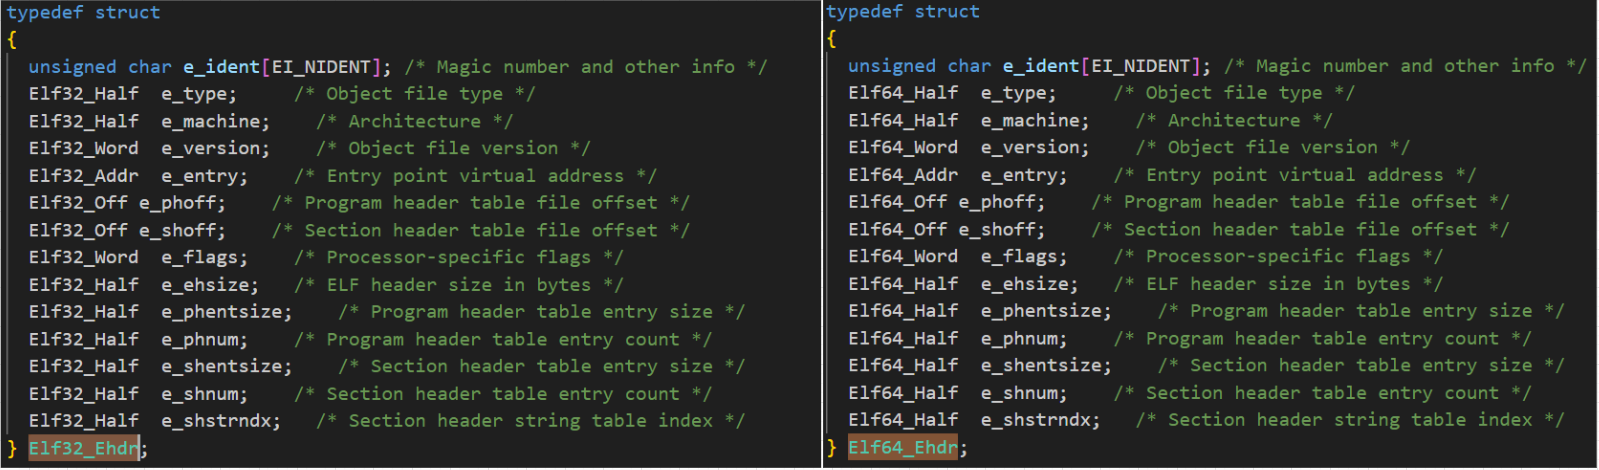 typedef struct
{
unsigned char e_ident[EI_NIDENT]; /* Magic number and other info */
Elf32_Half e_type; /* Object file type */
Elf32_Half e_machine; /* Architecture */
Elf32_Word e_version; /* Object file version */
Elf32_Addr e_entry; /* Entry point virtual address */
Elf32_Off e_phoff; /* Program header table file offset */
Elf32_Off e_shoff; /* Section header table file offset */
Elf32_Word e_flags; /* Processor-specific flags */
Elf32_Half e_ehsize; /* ELF header size in bytes */
Elf32_Half e_phentsize; /* Program header table entry size */
Elf32_Half e_phnum; /* Program header table entry count */
Elf32_Half e_shentsize; /* Section header table entry size */
Elf32_Half e_shnum; /* Section header table entry count */
Elf32_Half e_shstrndx; /* Section header string table index */
} Elf32_Ehdr;
typedef struct
{
unsigned char e_ident[EI_NIDENT]; /* Magic number and other info */
Elf64_Half e_type; /* Object file type */
Elf64_Half e_machine; /* Architecture */
Elf64_Word e_version; /* Object file version */
Elf64_Addr e_entry; /* Entry point virtual address */
Elf64_Off e_phoff; /* Program header table file offset */
Elf64_Off e_shoff; /* Section header table file offset */
Elf64_Word e_flags; /* Processor-specific flags */
Elf64_Half e_ehsize; /* ELF header size in bytes */
Elf64_Half e_phentsize; /* Program header table entry size */
Elf64_Half e_phnum; /* Program header table entry count */
Elf64_Half e_shentsize; /* Section header table entry size */
Elf64_Half e_shnum; /* Section header table entry count */
Elf64_Half e_shstrndx; /* Section header string table index */
} Elf64_Ehdr;